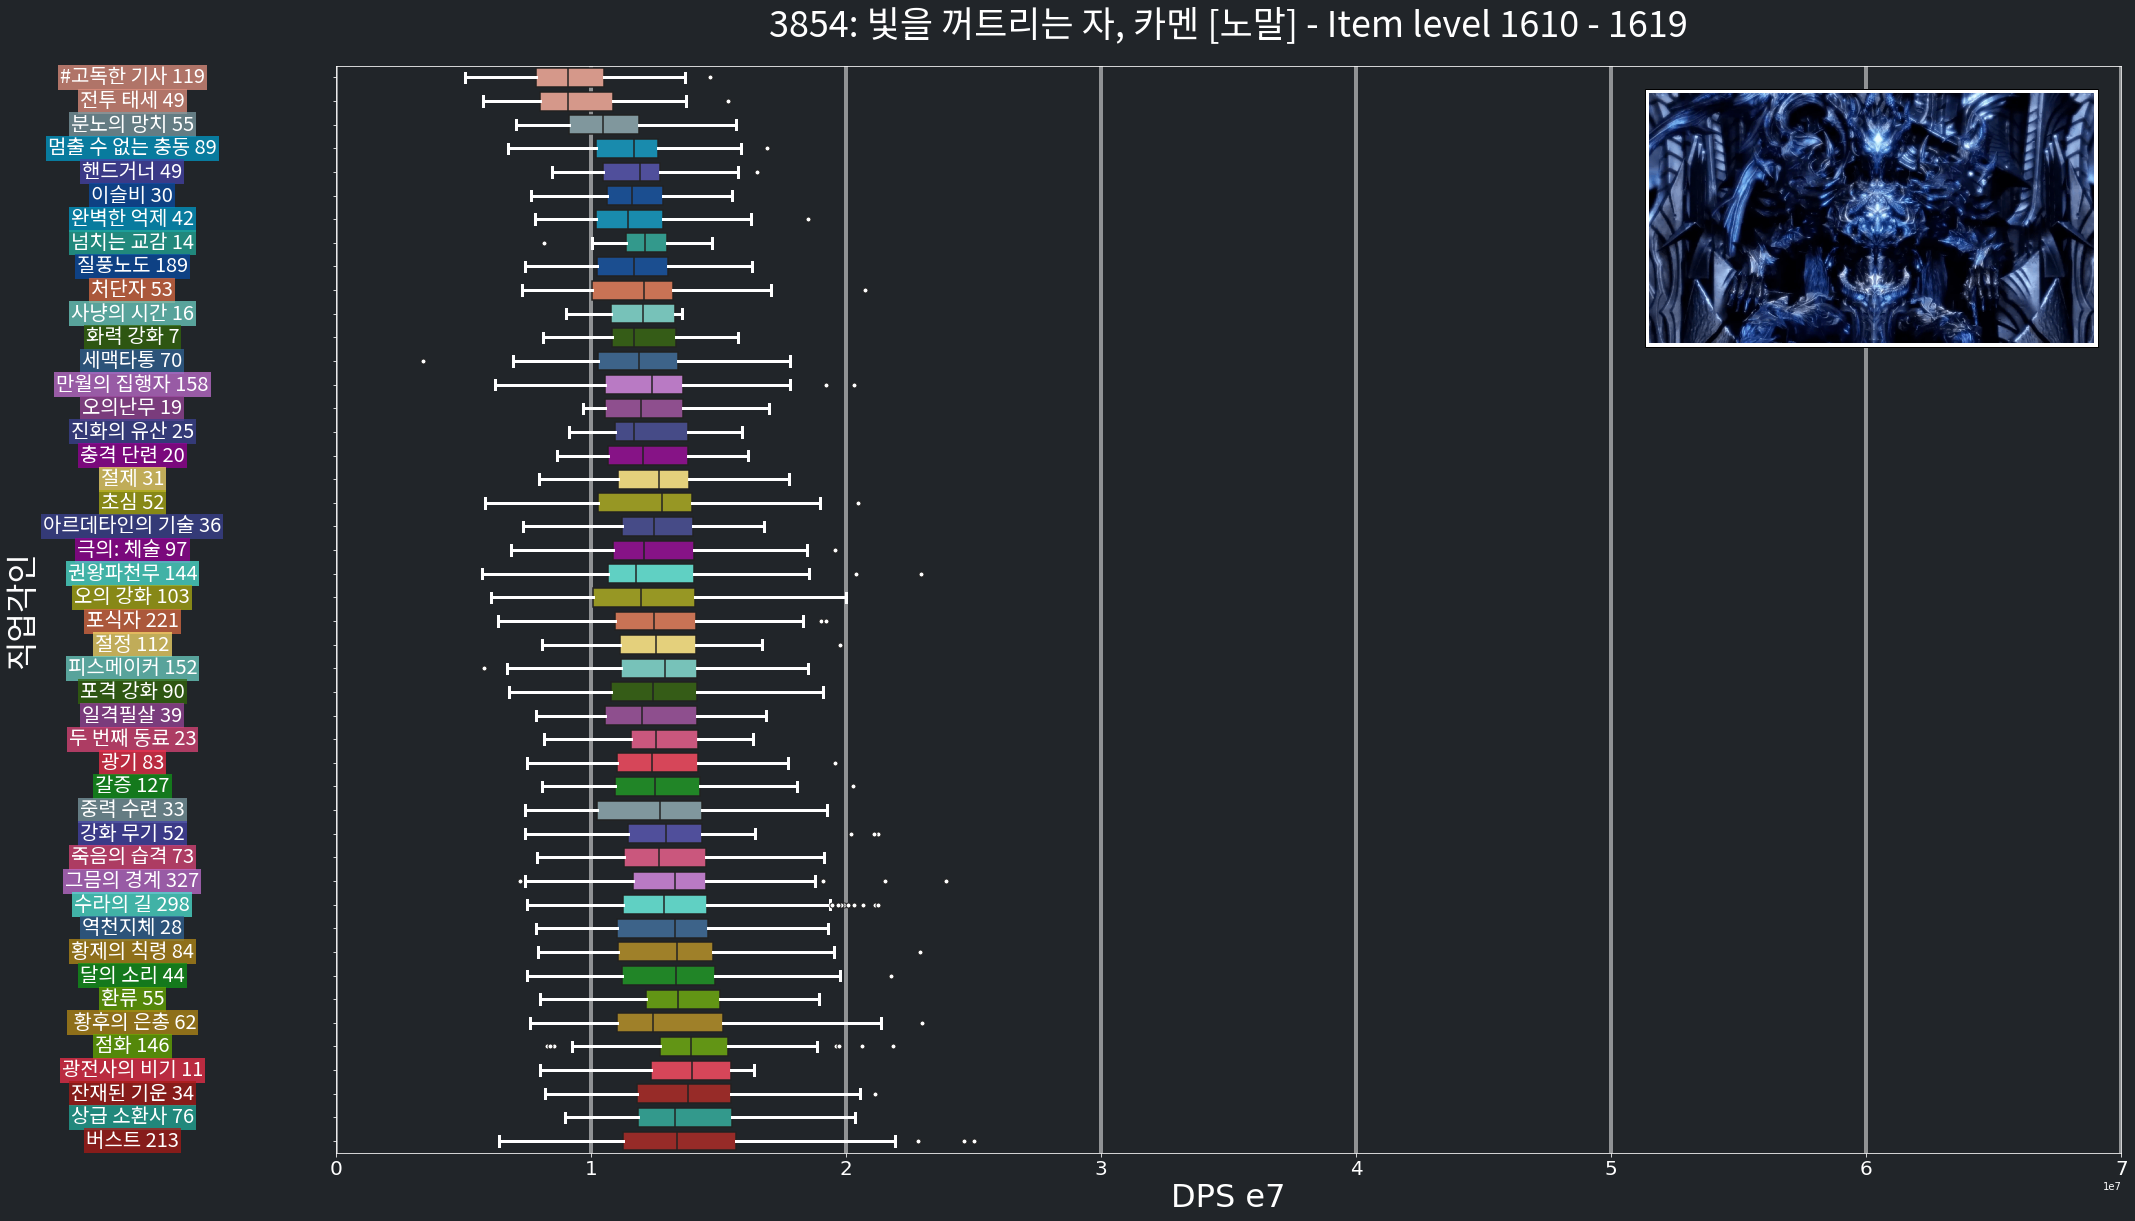 3854: 빛을 꺼트리는 자, 카멘 [노말] - Item level 1610 - 1619
#고독한 기사 119
전투 태세 49
분노의 망치 55
멈출 수 없는 충동 89
핸드거너 49
이슬비 30
완벽한 억제 42
넘치는 교감 14
질풍노도 189
처단자 53
사냥의 시간 16
화력 강화 7
세맥타통 70
만월의 집행자 158
오의난무 19
진화의 유산 25
충격 단련 20
절제 31
초심 52
아르데타인의 기술 36
극의: 체술 97
권왕파천무 144
오의 강화 103
포식자 221
절정 112
피스메이커 152
포격 강화 90
일격필살 39
두 번째 동료 23
광기 83
갈증 127
중력 수련 33
강화 무기 52
죽음의 습격 73
그믐의 경계 327
수라의 길 298
역천지체 28
황제의 칙령 84
달의 소리 44
환류 55
황후의 은총 62
점화 146
광전사의 비기 11
잔재된 기운 34
상급 소환사 76
버스트 213
직업각인
0 1 2 3 4 5 6 7
1e7
DPS e7